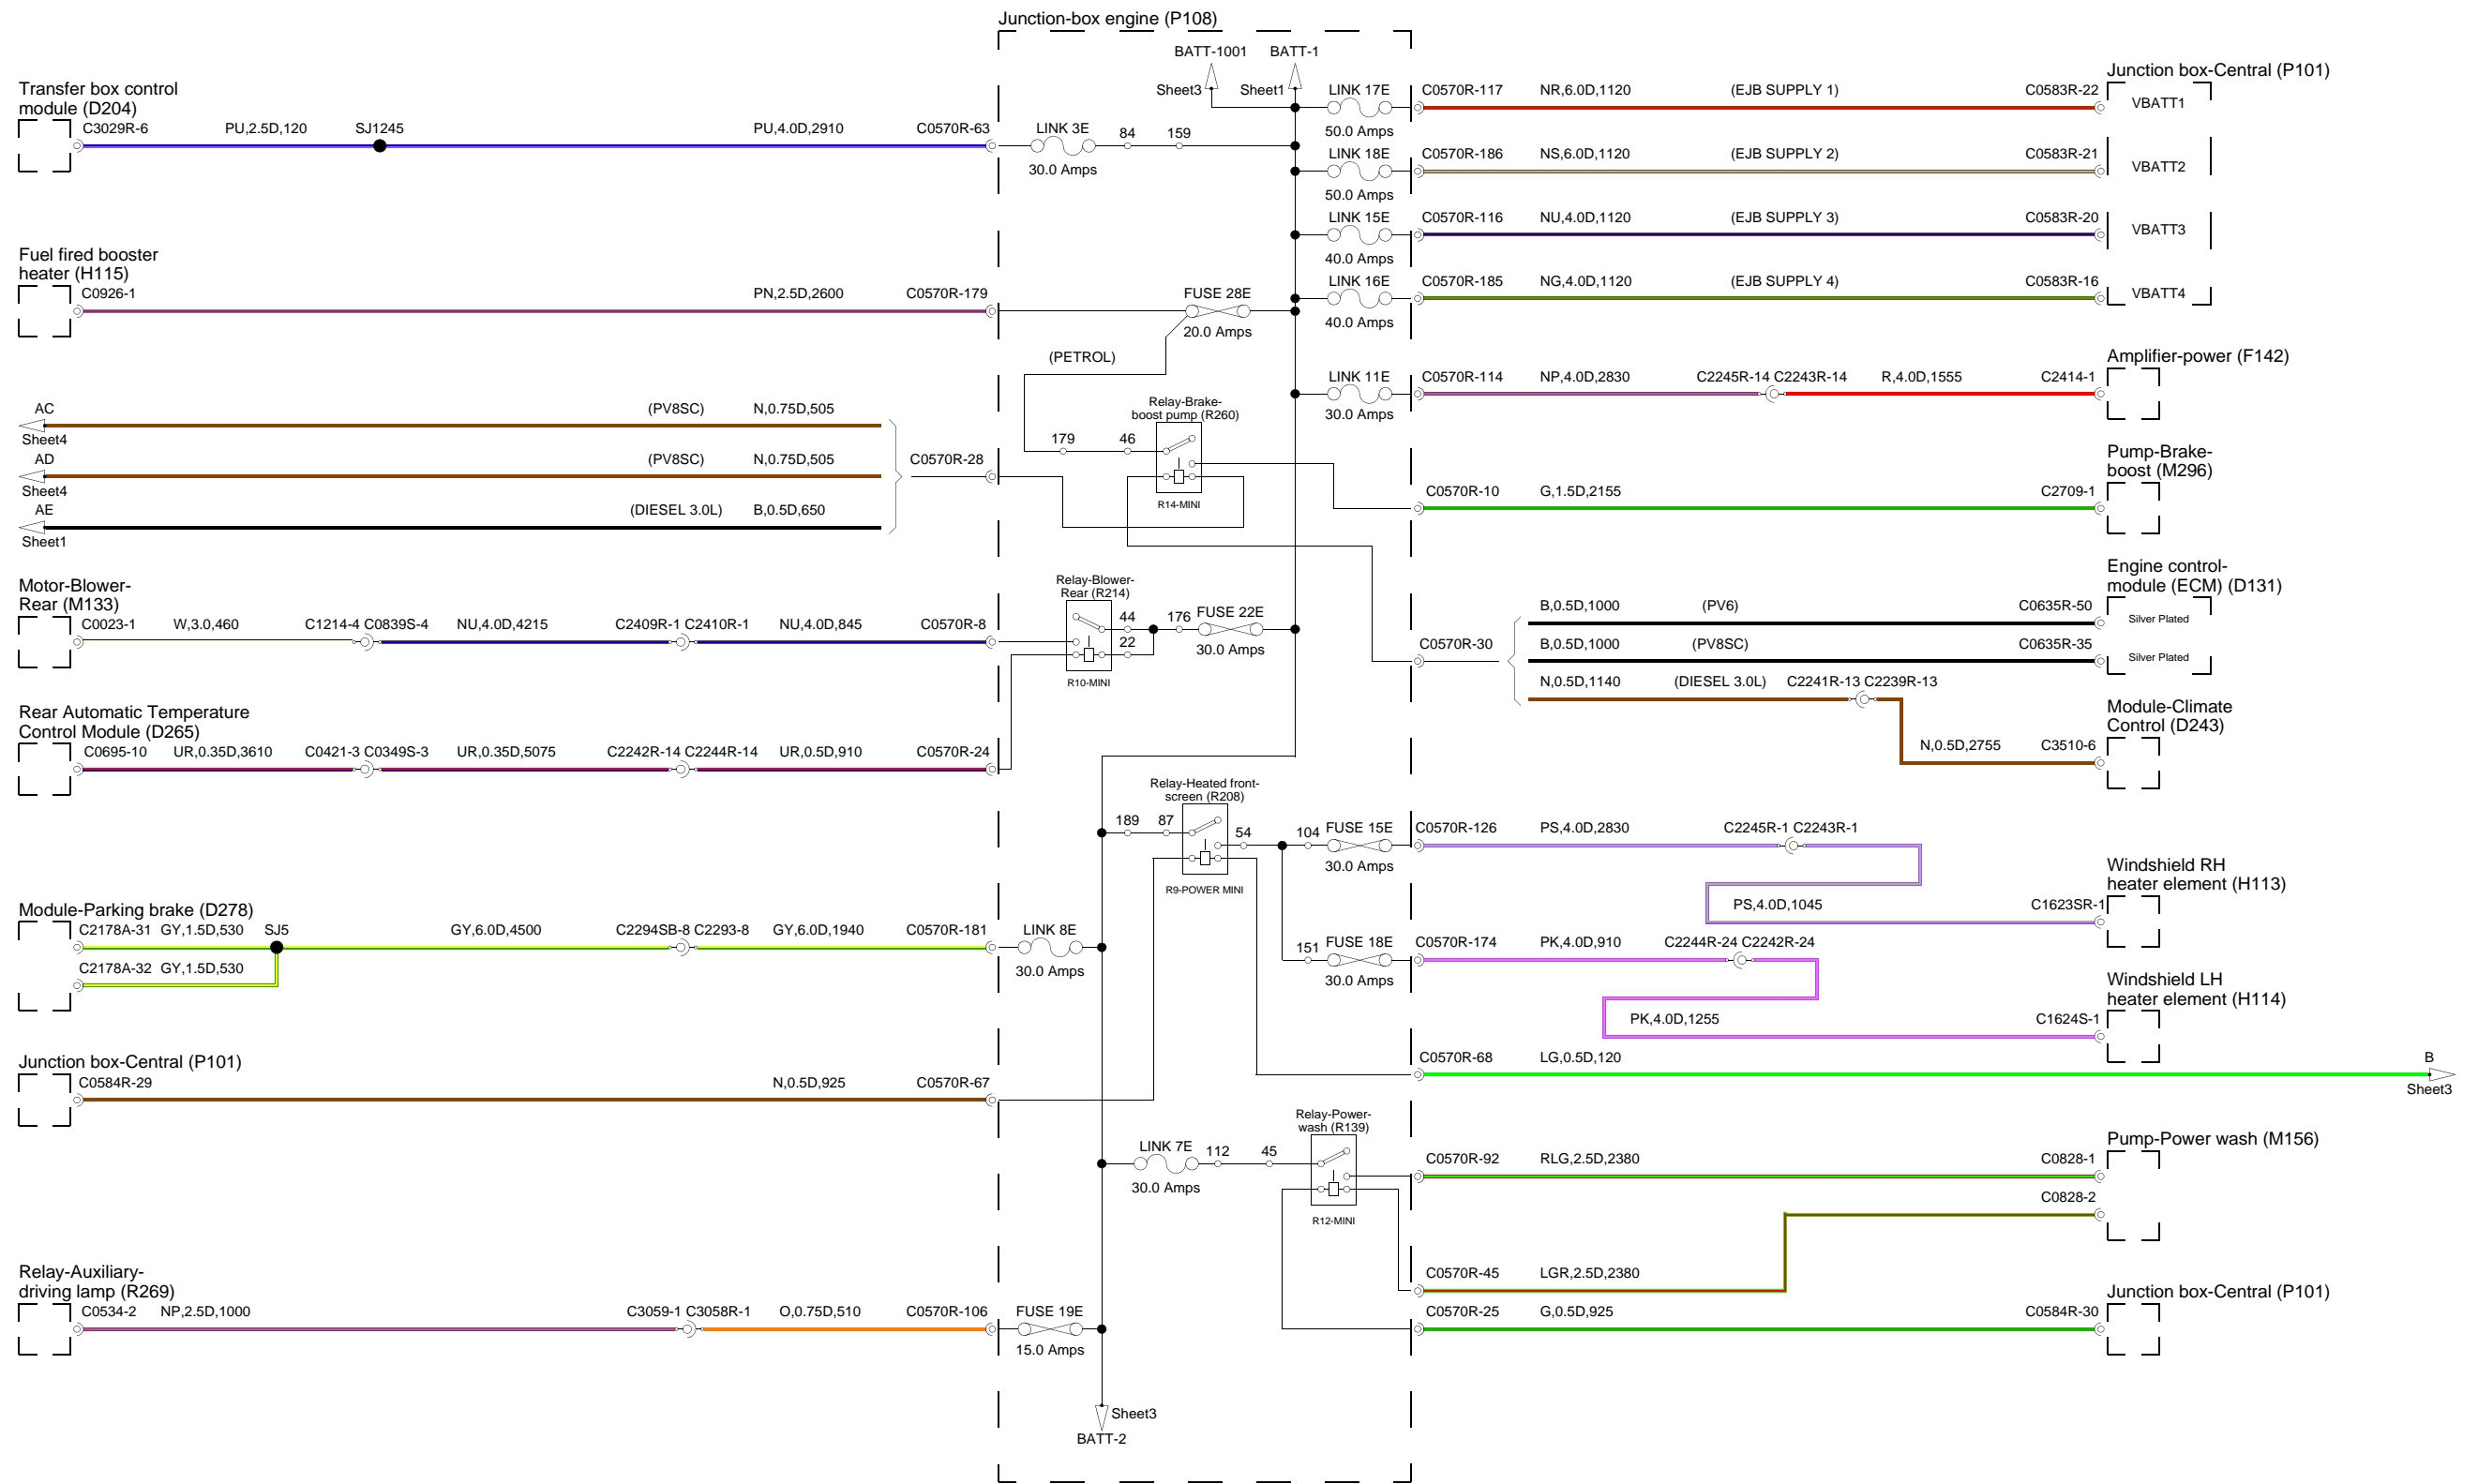 Junction-box engine (P108)
BATT-1001 BATT-1
Sheet3 Sheet1
Transfer box control
module (D204)
C3029R-6 PU,2.5D,120 SJ1245 PU,4.0D,2910 C0570R-63
LINK 3E 84 159
30.0 Amps
LINK 17E C0570R-117 NR,6.0D,1120 (EJB SUPPLY 1) C0583R-22
50.0 Amps
Junction box-Central (P101)
VBATT1
LINK 18E C0570R-186 NS,6.0D,1120 (EJB SUPPLY 2) C0583R-21
50.0 Amps
VBATT2
LINK 15E C0570R-116 NU,4.0D,1120 (EJB SUPPLY 3) C0583R-20
40.0 Amps
VBATT3
LINK 16E C0570R-185 NG,4.0D,1120 (EJB SUPPLY 4) C0583R-16
40.0 Amps
VBATT4
Fuel fired booster
heater (H115)
C0926-1 PN,2.5D,2600 C0570R-179
FUSE 28E
20.0 Amps
(PETROL)
Amplifier-power (F142)
LINK 11E C0570R-114 NP,4.0D,2830 C2245R-14 C2243R-14 R,4.0D,1555 C2414-1
30.0 Amps
AC (PV8SC) N,0.75D,505
Sheet4
AD (PV8SC) N,0.75D,505
Sheet4
AE (DIESEL 3.0L) B,0.5D,650
Sheet1
C0570R-28
Relay-Brake-
boost pump (R260)
179 46
R14-MINI
Pump-Brake-
boost (M296)
C0570R-10 G,1.5D,2155 C2709-1
Motor-Blower-
Rear (M133)
C0023-1 W,3.0,460 C1214-4 C0839S-4 NU,4.0D,4215 C2409R-1 C2410R-1 NU,4.0D,845 C0570R-8
Relay-Blower-
Rear (R214)
44 176 FUSE 22E
22
30.0 Amps
R10-MINI
Engine control-
module (ECM) (D131)
B,0.5D,1000 (PV6) C0635R-50
Silver Plated
C0570R-30
B,0.5D,1000 (PV8SC) C0635R-35
Silver Plated
N,0.5D,1140 (DIESEL 3.0L) C2241R-13 C2239R-13
Module-Climate
Control (D243)
N,0.5D,2755 C3510-6
Rear Automatic Temperature
Control Module (D265)
C0695-10 UR,0.35D,3610 C0421-3 C0349S-3 UR,0.35D,5075 C2242R-14 C2244R-14 UR,0.5D,910 C0570R-24
Relay-Heated front-
screen (R208)
189 87 54 104 FUSE 15E
30.0 Amps
R9-POWER MINI
C0570R-126 PS,4.0D,2830 C2245R-1 C2243R-1
Windshield RH
heater element (H113)
PS,4.0D,1045 C1623SR-1
151 FUSE 18E C0570R-174 PK,4.0D,910 C2244R-24 C2242R-24
30.0 Amps
Windshield LH
heater element (H114)
PK,4.0D,1255 C1624S-1
Module-Parking brake (D278)
C2178A-31 GY,1.5D,530 SJ5 GY,6.0D,4500 C2294SB-8 C2293-8 GY,6.0D,1940 C0570R-181
LINK 8E
30.0 Amps
C2178A-32 GY,1.5D,530
C0570R-68 LG,0.5D,120 B
Sheet3
Junction box-Central (P101)
C0584R-29 N,0.5D,925 C0570R-67
Relay-Power-
wash (R139)
LINK 7E 112 45
30.0 Amps
R12-MINI
Pump-Power wash (M156)
C0570R-92 RLG,2.5D,2380 C0828-1
C0828-2
C0570R-45 LGR,2.5D,2380
Junction box-Central (P101)
C0570R-25 G,0.5D,925 C0584R-30
Relay-Auxiliary-
driving lamp (R269)
C0534-2 NP,2.5D,1000 C3059-1 C3058R-1 O,0.75D,510 C0570R-106
FUSE 19E
15.0 Amps
Sheet3
BATT-2